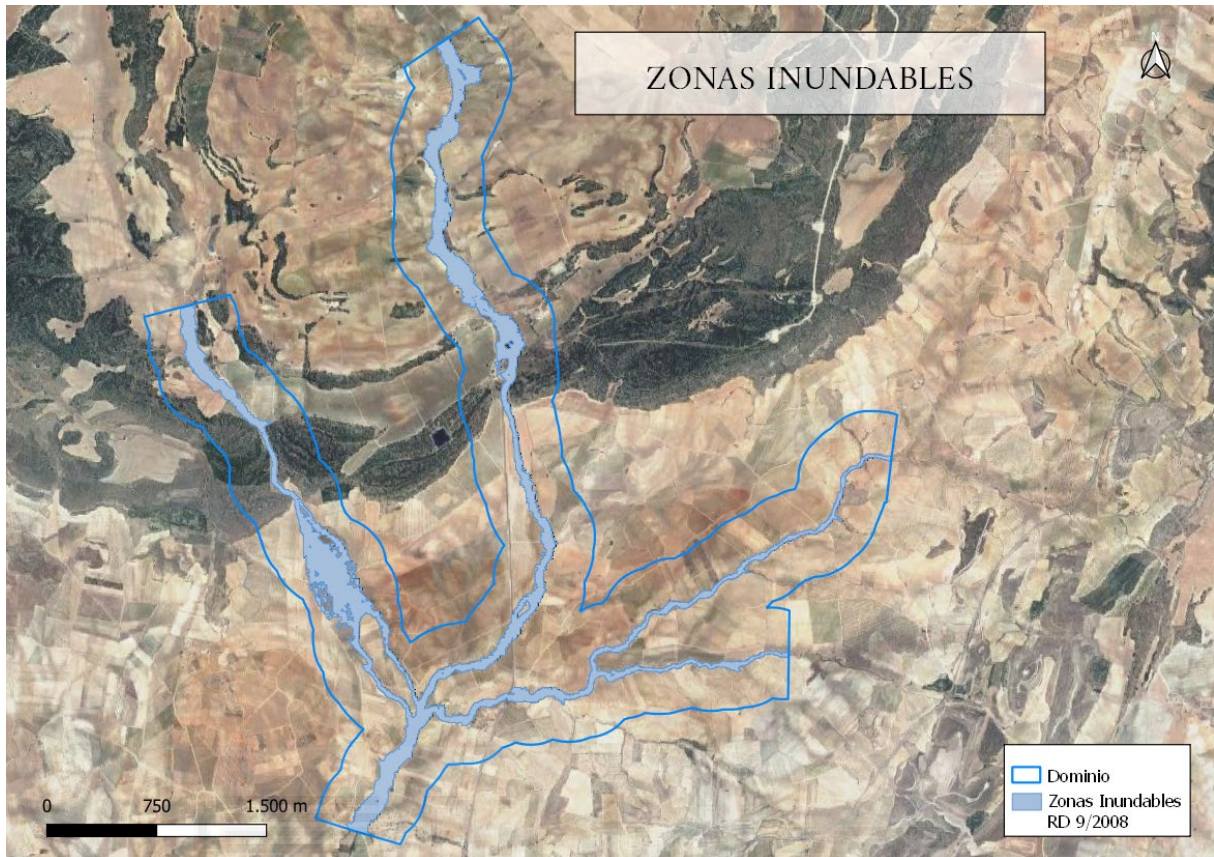 ZONAS INUNDABLES
N
0 750 1.500 m
Dominio
Zonas Inundables
RD 9/2008